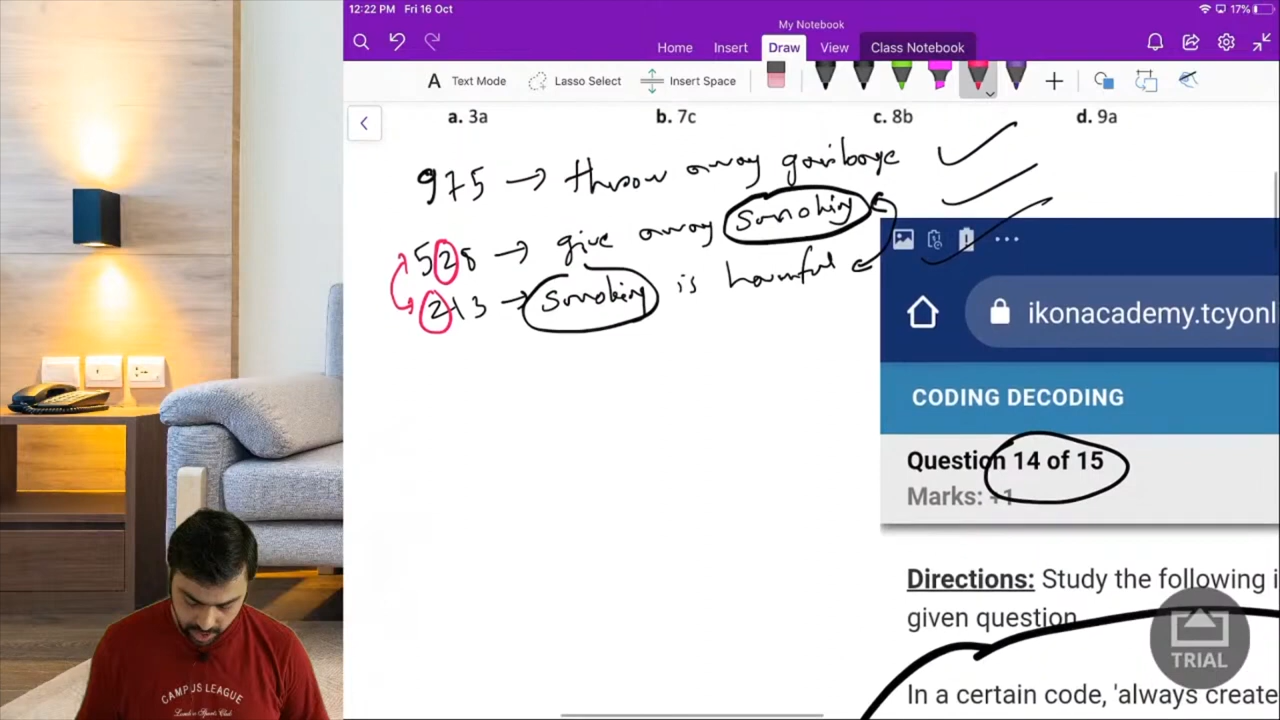 12:22 PM Fri 16 Oct
17%
My Notebook
Home Insert Draw View Class Notebook
A Text Mode Lasso Select Insert Space
a. 3a b. 7c c. 8b d. 9a
975 → throw away garbage
528 → give away smoking
213 → smoking is harmful
ikonacademy.tcyonl
CODING DECODING
Question 14 of 15
Marks: +1
Directions: Study the following i
given question
TRIAL
In a certain code, 'always create
CAMPUS LEAGUE
London Sports Club